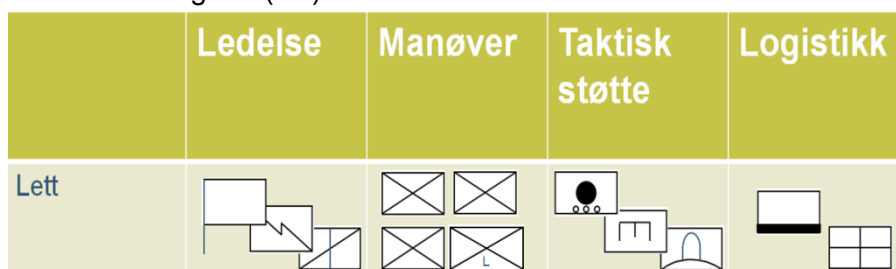 Ledelse
Manøver
Taktisk
støtte
Logistikk
Lett
L